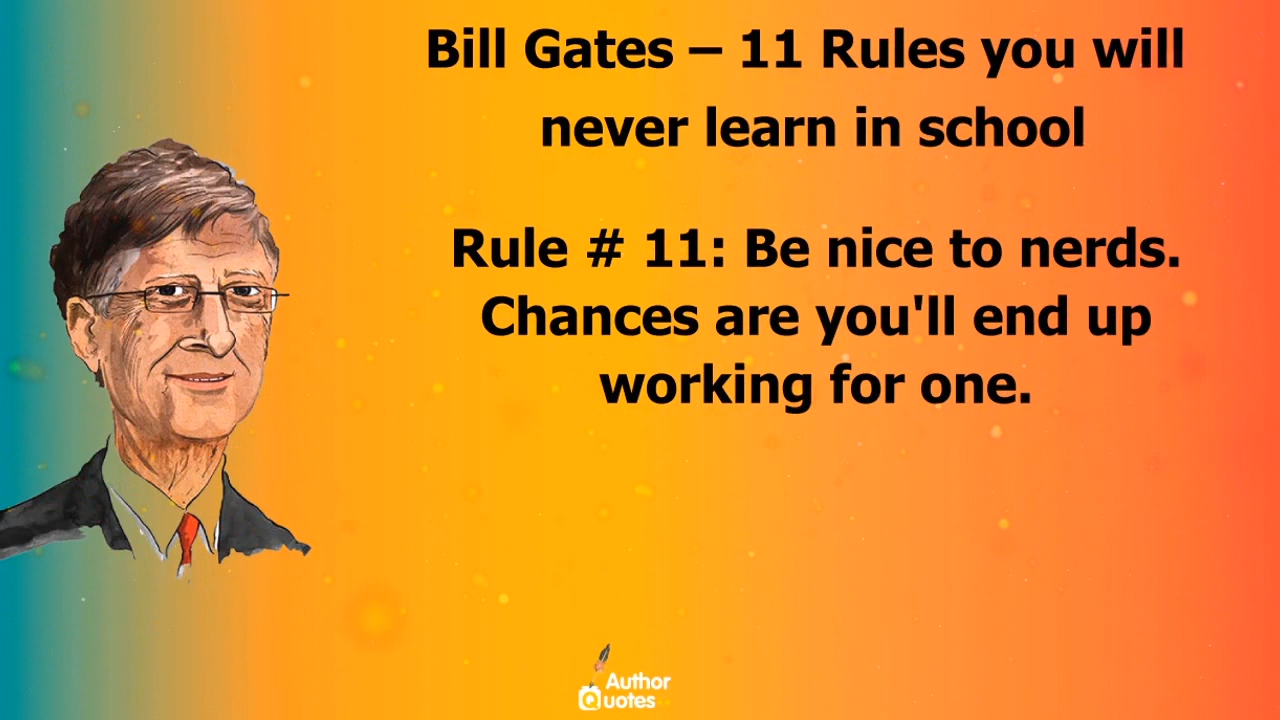 Bill Gates – 11 Rules you will
never learn in school
Rule # 11: Be nice to nerds.
Chances are you'll end up
working for one.
Author
Quotes